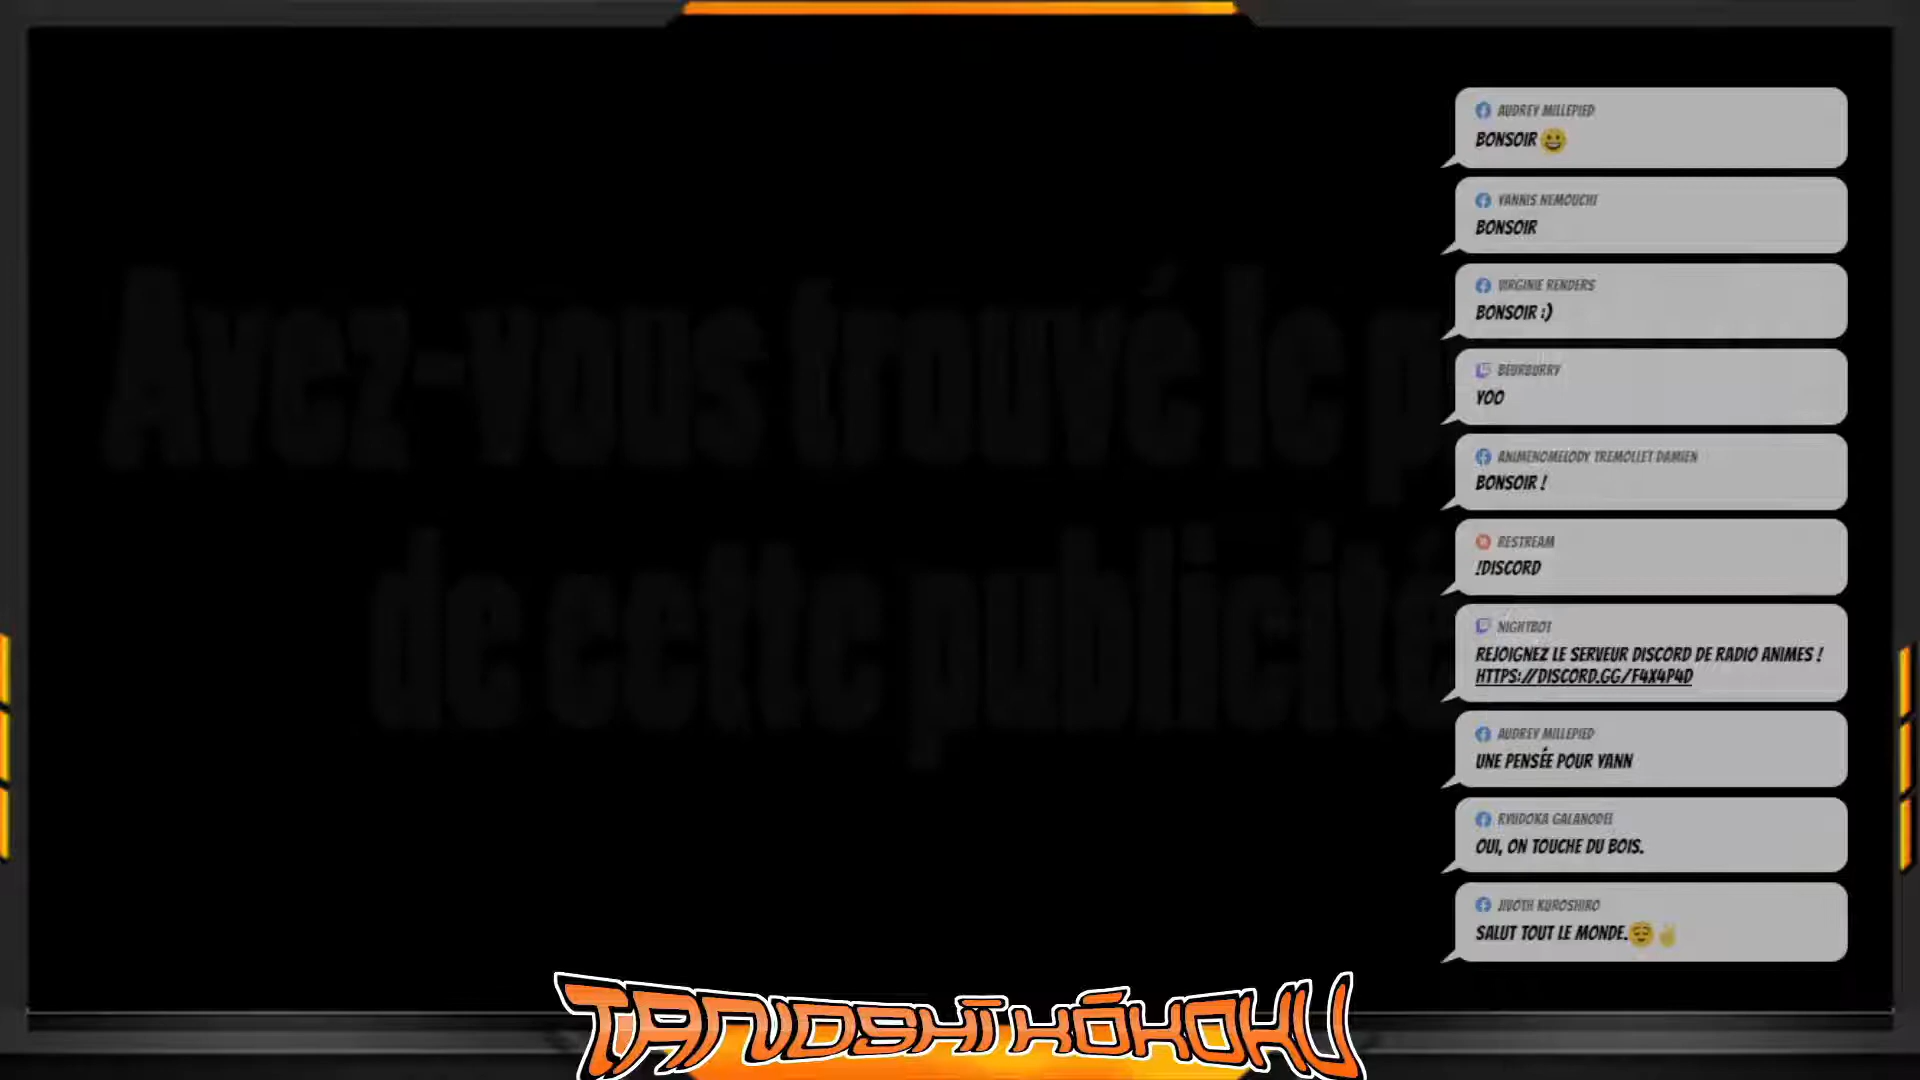 Avez-vous trouvé le p
de cette publicité
AUDREY MILLEPIED
BONSOIR 😀
YANNIS NEMOUCHI
BONSOIR
VIRGINIE RENDERS
BONSOIR :)
BEURBURRY
YOO
ANIMENOMELODY TREMOLLET DAMIEN
BONSOIR !
RESTREAM
!DISCORD
NIGHTBOT
REJOIGNEZ LE SERVEUR DISCORD DE RADIO ANIMES !
HTTPS://DISCORD.GG/F4X4P4D
AUDREY MILLEPIED
UNE PENSÉE POUR YANN
RYUDOKA GALANODEL
OUI, ON TOUCHE DU BOIS.
JIVOTH KUROSHIRO
SALUT TOUT LE MONDE.😌✌
TANOSHĪ KŌKOKU